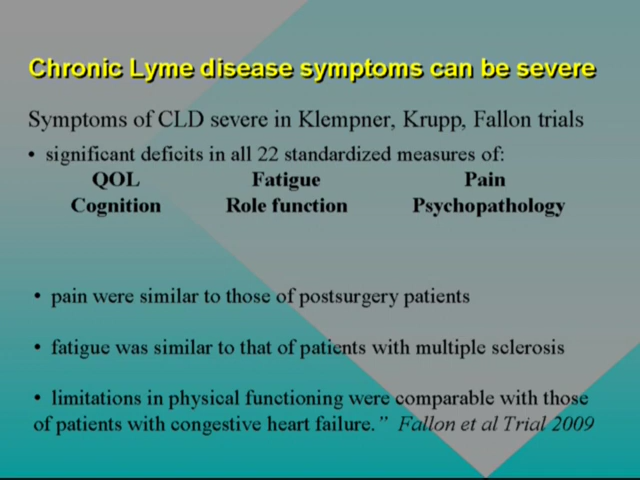 Chronic Lyme disease symptoms can be severe
Symptoms of CLD severe in Klempner, Krupp, Fallon trials
• significant deficits in all 22 standardized measures of:
QOL Fatigue Pain
Cognition Role function Psychopathology
• pain were similar to those of postsurgery patients
• fatigue was similar to that of patients with multiple sclerosis
• limitations in physical functioning were comparable with those
of patients with congestive heart failure.” Fallon et al Trial 2009